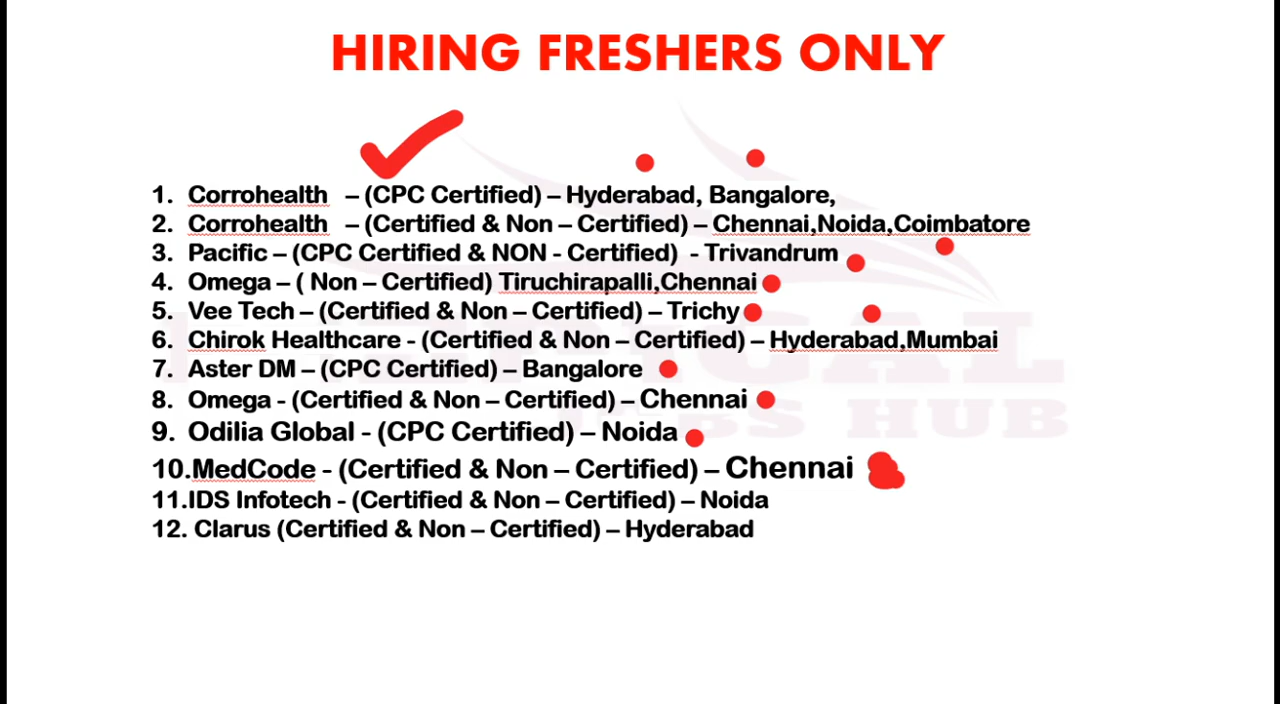 HIRING FRESHERS ONLY
1. Corrohealth – (CPC Certified) – Hyderabad, Bangalore,
2. Corrohealth – (Certified & Non – Certified) – Chennai,Noida,Coimbatore
3. Pacific – (CPC Certified & NON - Certified) - Trivandrum
4. Omega – ( Non – Certified) Tiruchirapalli,Chennai
5. Vee Tech – (Certified & Non – Certified) – Trichy
6. Chirok Healthcare - (Certified & Non – Certified) – Hyderabad,Mumbai
7. Aster DM – (CPC Certified) – Bangalore
8. Omega - (Certified & Non – Certified) – Chennai
9. Odilia Global - (CPC Certified) – Noida
10.MedCode - (Certified & Non – Certified) – Chennai
11.IDS Infotech - (Certified & Non – Certified) – Noida
12. Clarus (Certified & Non – Certified) – Hyderabad
HUB